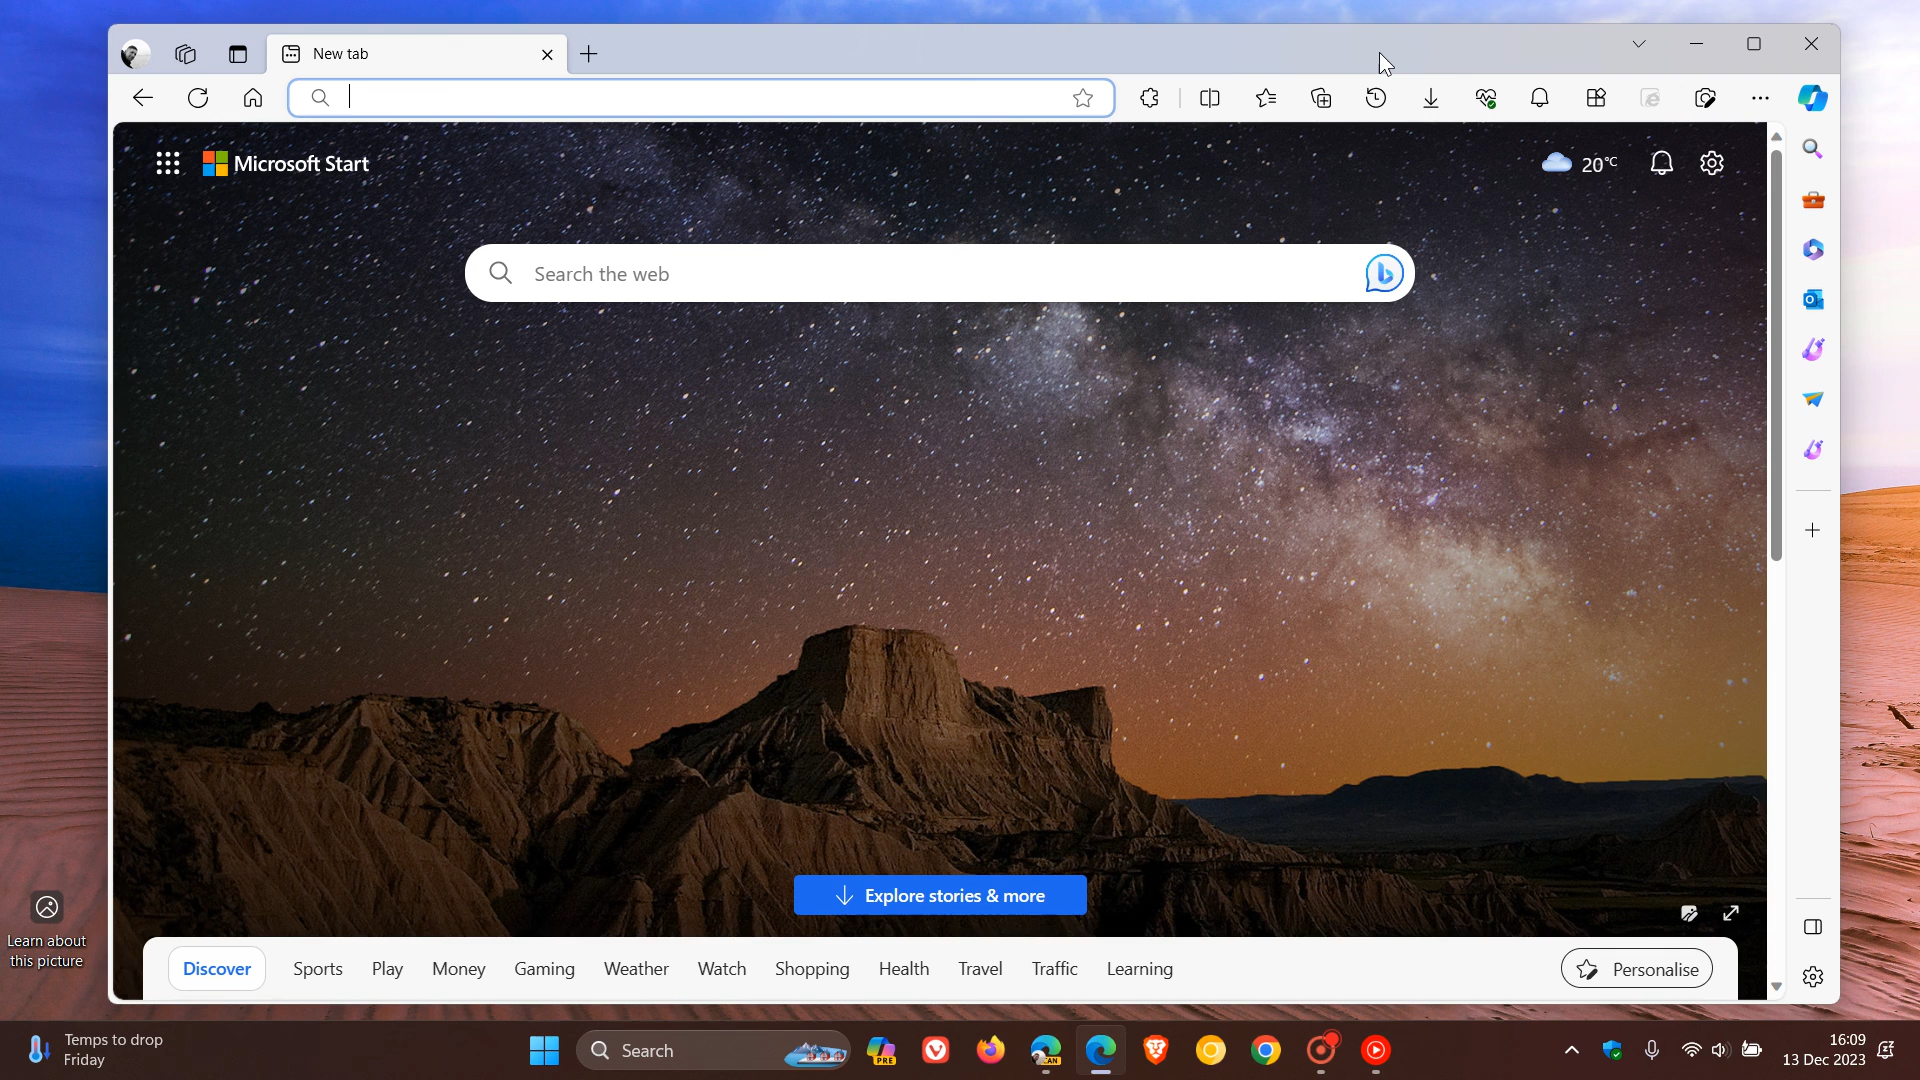 New tab
Microsoft Start
20°C
Search the web
Explore stories & more
Learn about
this picture
Discover
Sports
Play
Money
Gaming
Weather
Watch
Shopping
Health
Travel
Traffic
Learning
Personalise
Temps to drop
Friday
Search
PRE
CAN
16:09
13 Dec 2023